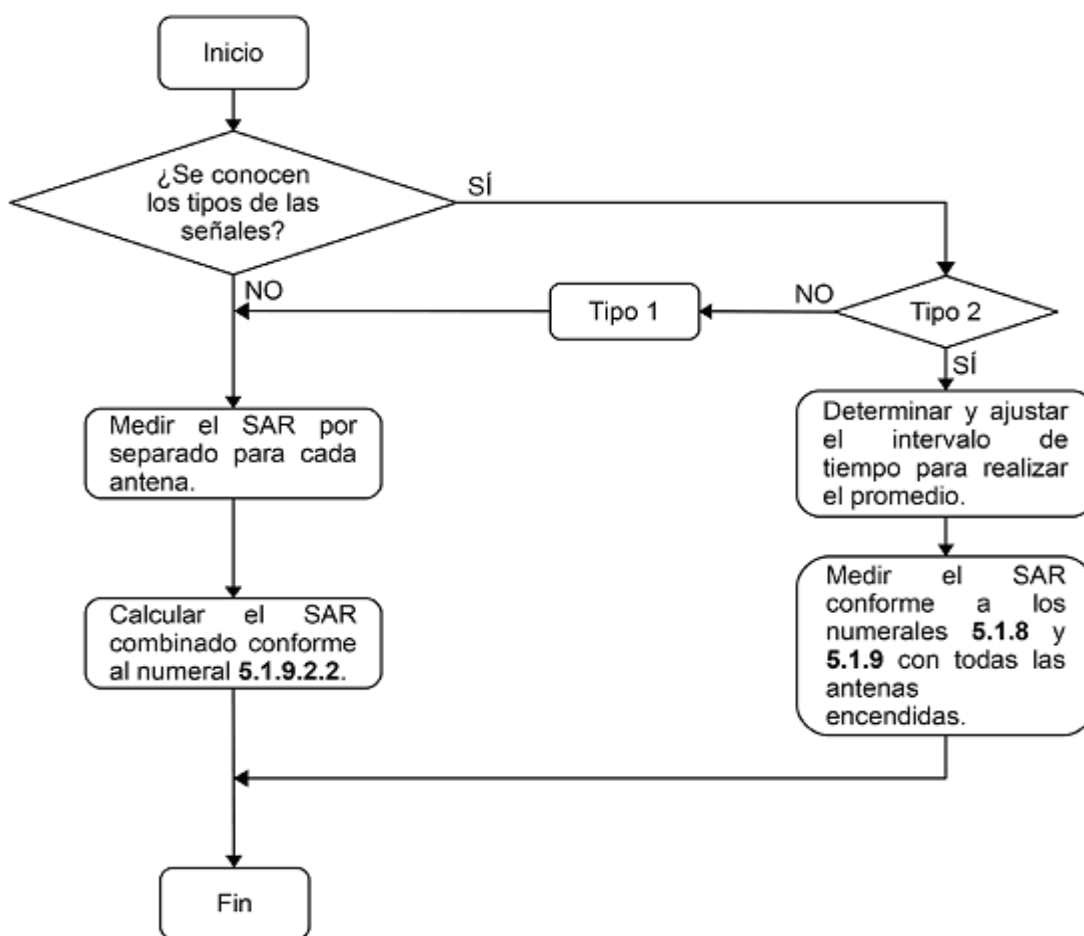 Inicio
¿Se conocen
los tipos de las
señales?
SÍ
NO
Tipo 1
NO
Tipo 2
SÍ
Medir el SAR por
separado para cada
antena.
Determinar y ajustar
el intervalo de
tiempo para realizar
el promedio.
Calcular el SAR
combinado conforme
al numeral 5.1.9.2.2.
Medir el SAR
conforme a los
numerales 5.1.8 y
5.1.9 con todas las
antenas
encendidas.
Fin